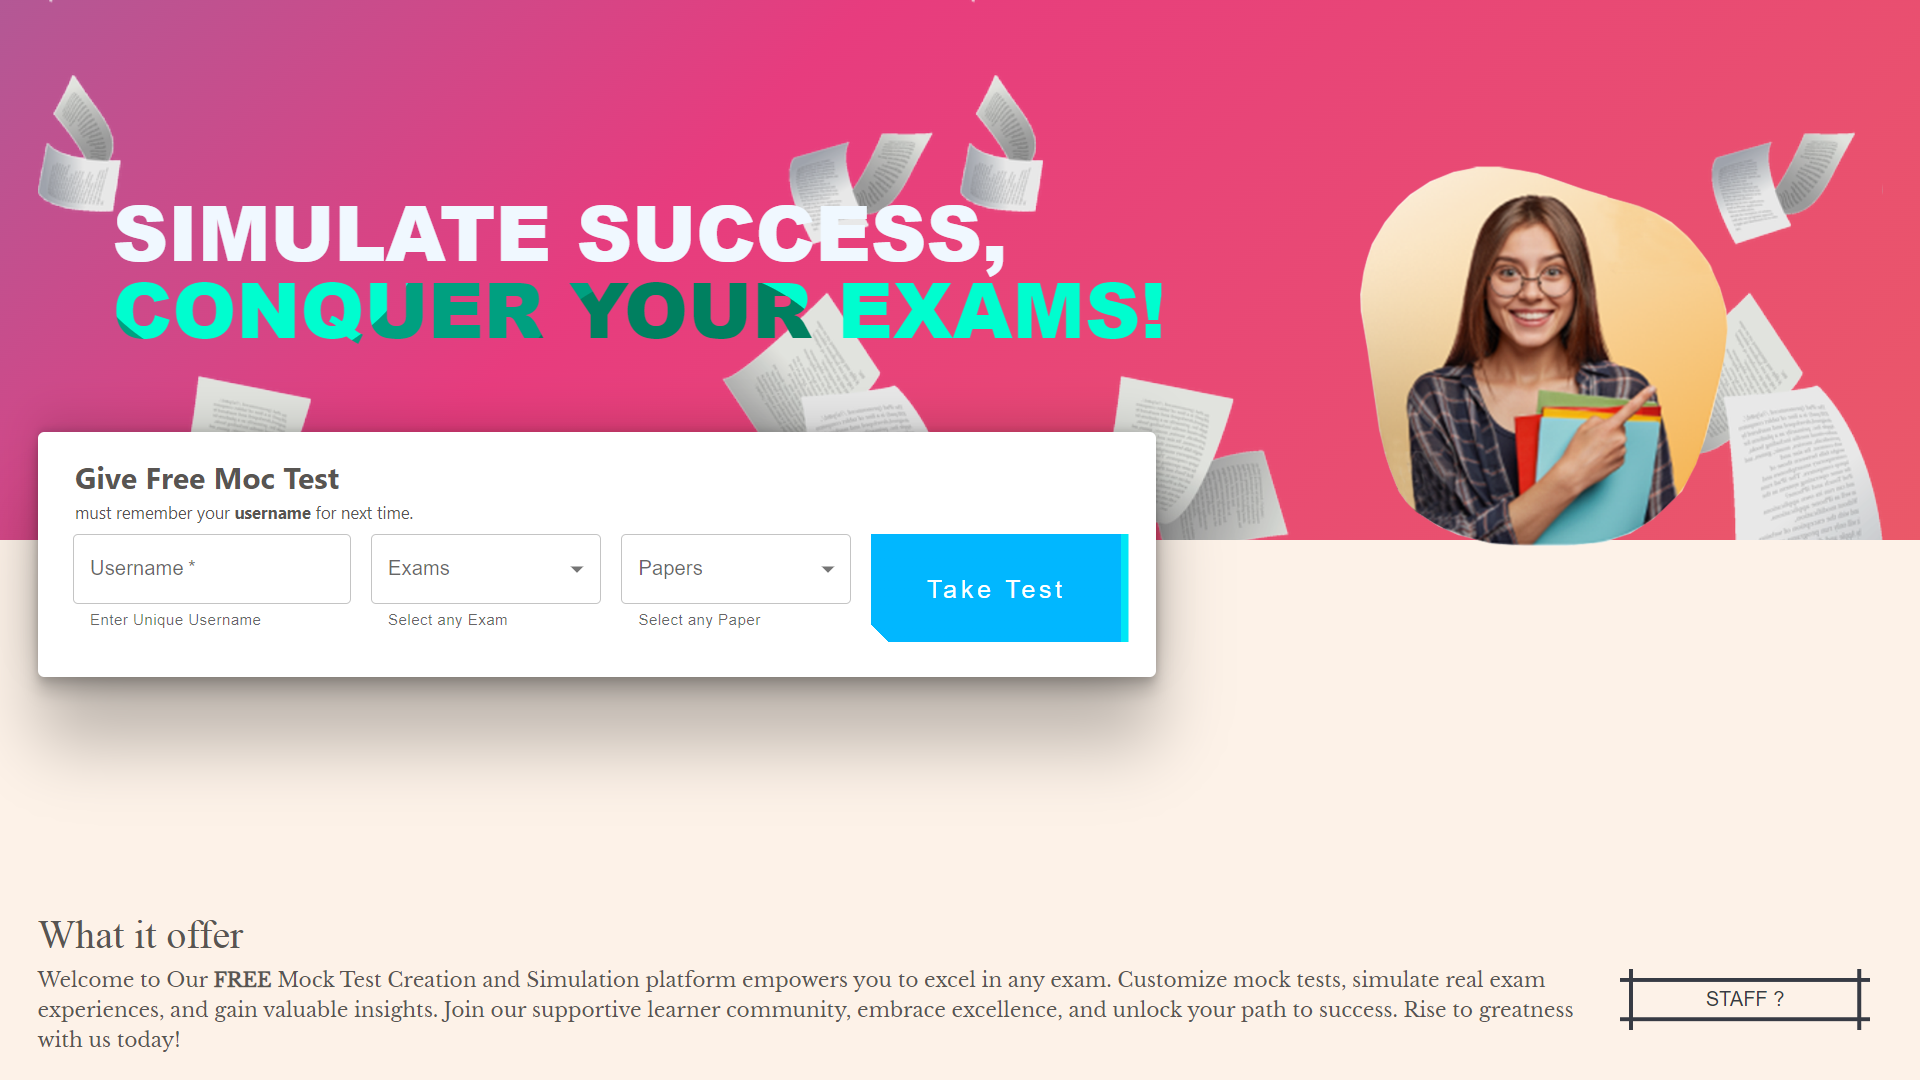 SIMULATE SUCCESS,
CONQUER YOUR EXAMS!
Give Free Moc Test
must remember your username for next time.
Username *
Exams
Papers
Take Test
Enter Unique Username
Select any Exam
Select any Paper
What it offer
Welcome to Our FREE Mock Test Creation and Simulation platform empowers you to excel in any exam. Customize mock tests, simulate real exam
experiences, and gain valuable insights. Join our supportive learner community, embrace excellence, and unlock your path to success. Rise to greatness
with us today!
STAFF ?